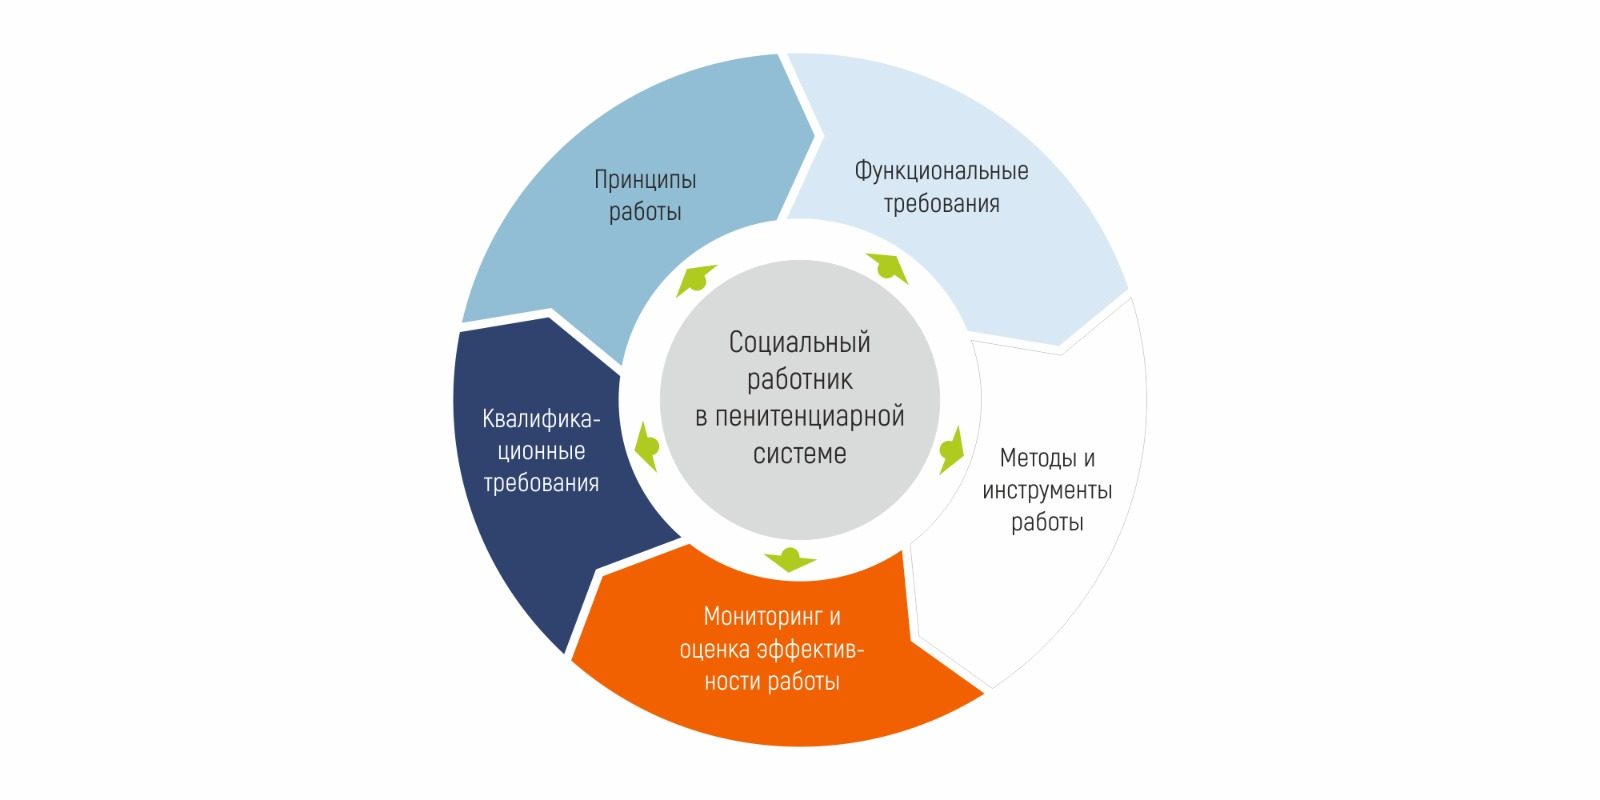 Принципы
работы
Функциональные
требования
Социальный
работник
в пенитенциарной
системе
Квалифика-
ционные
требования
Методы и
инструменты
работы
Мониторинг и
оценка эффектив-
ности работы